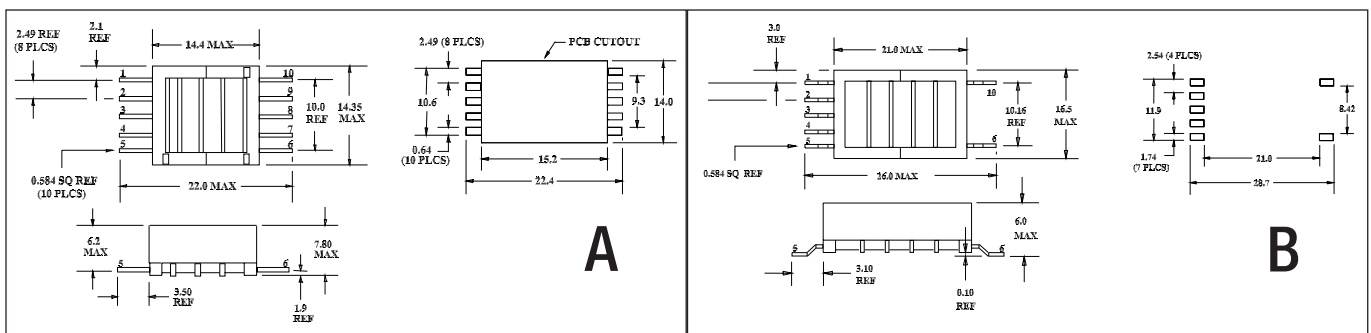 2.49 REF
(8 PLCS)
2.1
REF
14.4 MAX
1
2
3
4
5
10
9
8
7
6
10.0
REF
14.35
MAX
0.584 SQ REF
(10 PLCS)
22.0 MAX
2.49 (8 PLCS)
PCB CUTOUT
10.6
9.3
14.0
0.64
(10 PLCS)
15.2
22.4
6.2
MAX
7.80
MAX
5
6
3.50
REF
1.9
REF
A
3.0
REF
21.0 MAX
1
2
3
4
5
10
6
10.16
REF
16.5
MAX
0.584 SQ REF
26.0 MAX
2.54 (4 PLCS)
11.9
8.42
1.74
(7 PLCS)
21.0
28.7
5
6
6.0
MAX
3.10
REF
0.10
REF
B